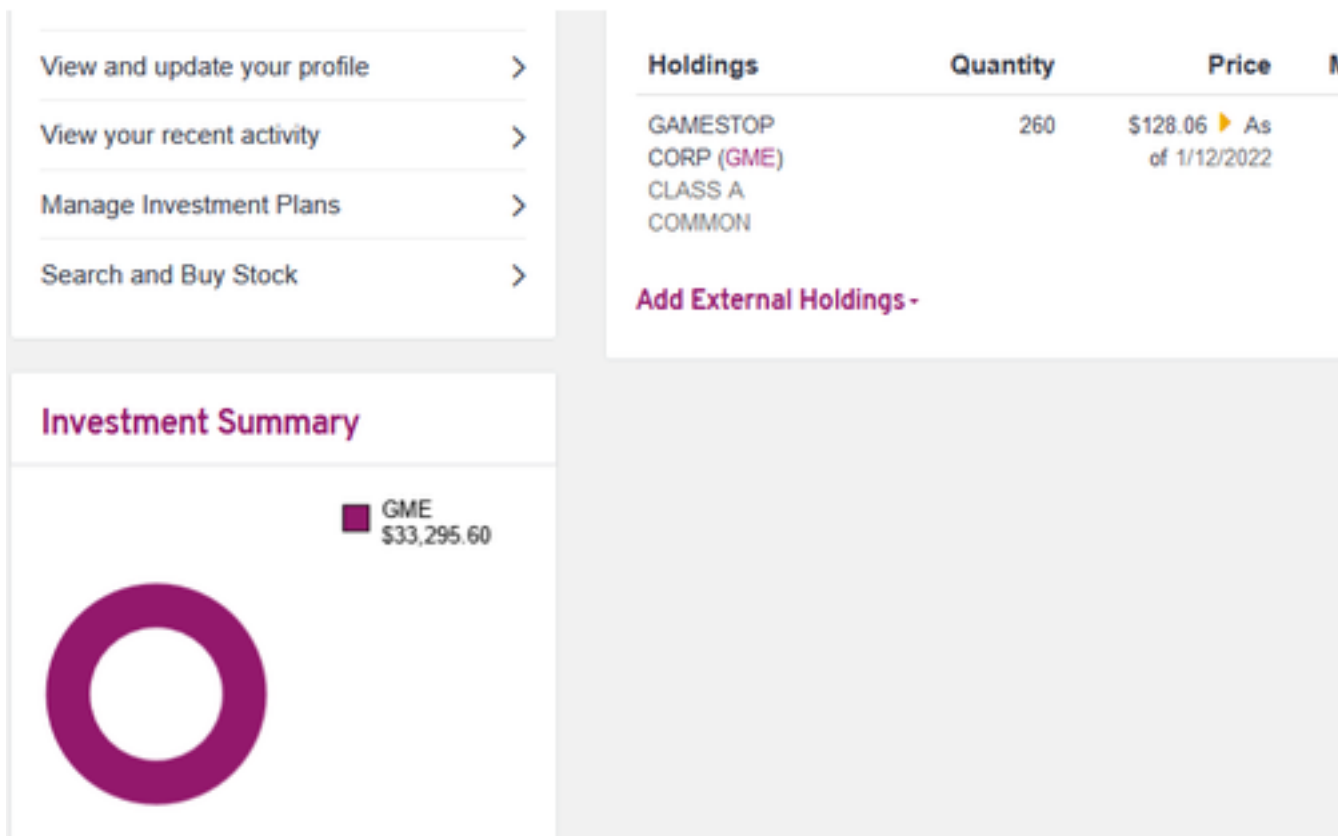 View and update your profile
View your recent activity
Manage Investment Plans
Search and Buy Stock
Holdings Quantity Price
GAMESTOP 260 $128.06 As
CORP (GME) of 1/12/2022
CLASS A
COMMON
Add External Holdings
Investment Summary
GME
$33,295.60